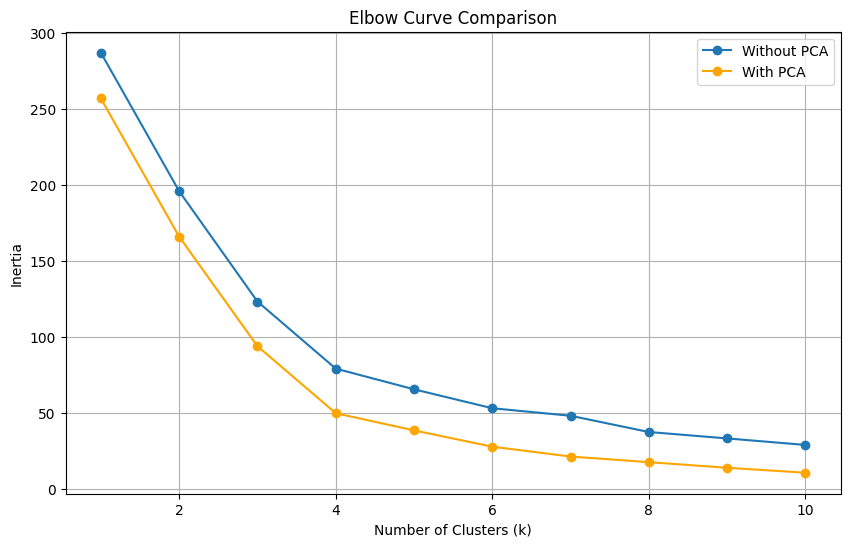 Elbow Curve Comparison
Without PCA
With PCA
Inertia
300
250
200
150
100
50
0
2 4 6 8 10
Number of Clusters (k)